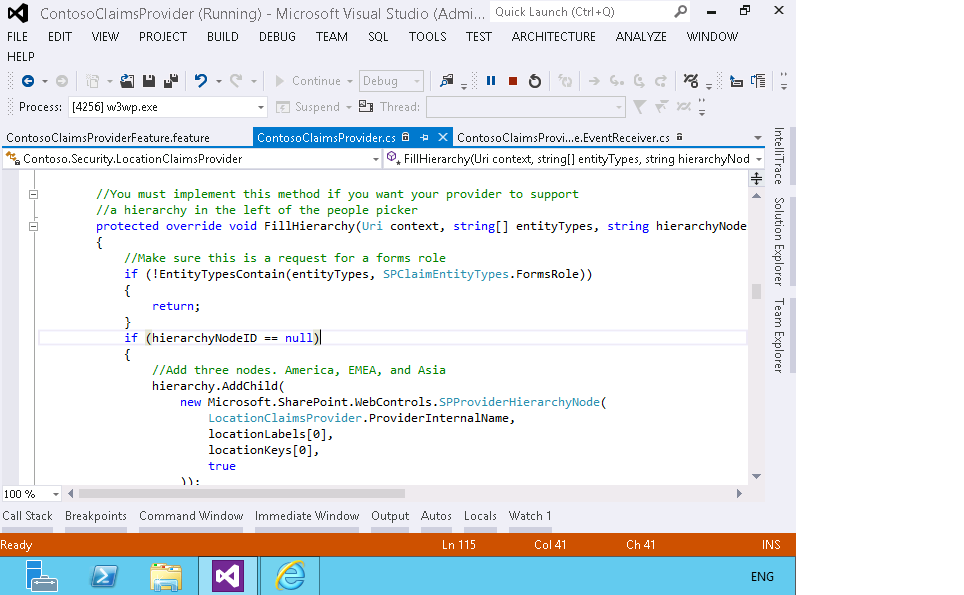 ContosoClaimsProvider (Running) - Microsoft Visual Studio (Admi...
Quick Launch (Ctrl+Q)
FILE EDIT VIEW PROJECT BUILD DEBUG TEAM SQL TOOLS TEST ARCHITECTURE ANALYZE WINDOW
HELP
Continue Debug
Process: [4256] w3wp.exe Suspend Thread:
ContosoClaimsProviderFeature.feature ContosoClaimsProvider.cs ContosoClaimsProvi...e.EventReceiver.cs
Contoso.Security.LocationClaimsProvider FillHierarchy(Uri context, string[] entityTypes, string hierarchyNod
//You must implement this method if you want your provider to support
//a hierarchy in the left of the people picker
protected override void FillHierarchy(Uri context, string[] entityTypes, string hierarchyNode
{
//Make sure this is a request for a forms role
if (!EntityTypesContain(entityTypes, SPClaimEntityTypes.FormsRole))
{
return;
}
if (hierarchyNodeID == null)
{
//Add three nodes. America, EMEA, and Asia
hierarchy.AddChild(
new Microsoft.SharePoint.WebControls.SPProviderHierarchyNode(
LocationClaimsProvider.ProviderInternalName,
locationLabels[0],
locationKeys[0],
true
));
IntelliTrace
Solution Explorer
Team Explorer
100 %
Call Stack Breakpoints Command Window Immediate Window Output Autos Locals Watch 1
Ready Ln 115 Col 41 Ch 41 INS
ENG